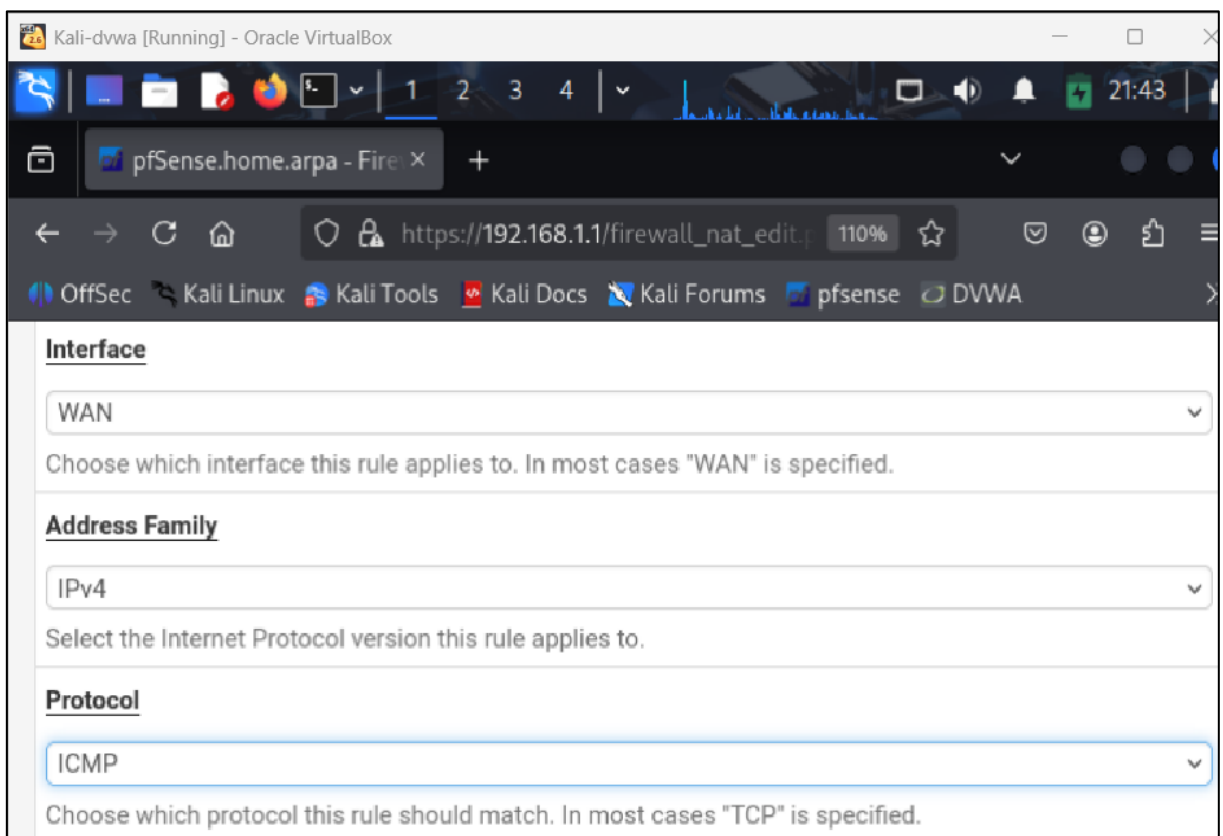 Kali-dvwa [Running] - Oracle VirtualBox
1 2 3 4 21:43
pfSense.home.arpa - Fire
https://192.168.1.1/firewall_nat_edit.p 110%
OffSec Kali Linux Kali Tools Kali Docs Kali Forums pfsense DVWA
Interface
WAN
Choose which interface this rule applies to. In most cases "WAN" is specified.
Address Family
IPv4
Select the Internet Protocol version this rule applies to.
Protocol
ICMP
Choose which protocol this rule should match. In most cases "TCP" is specified.